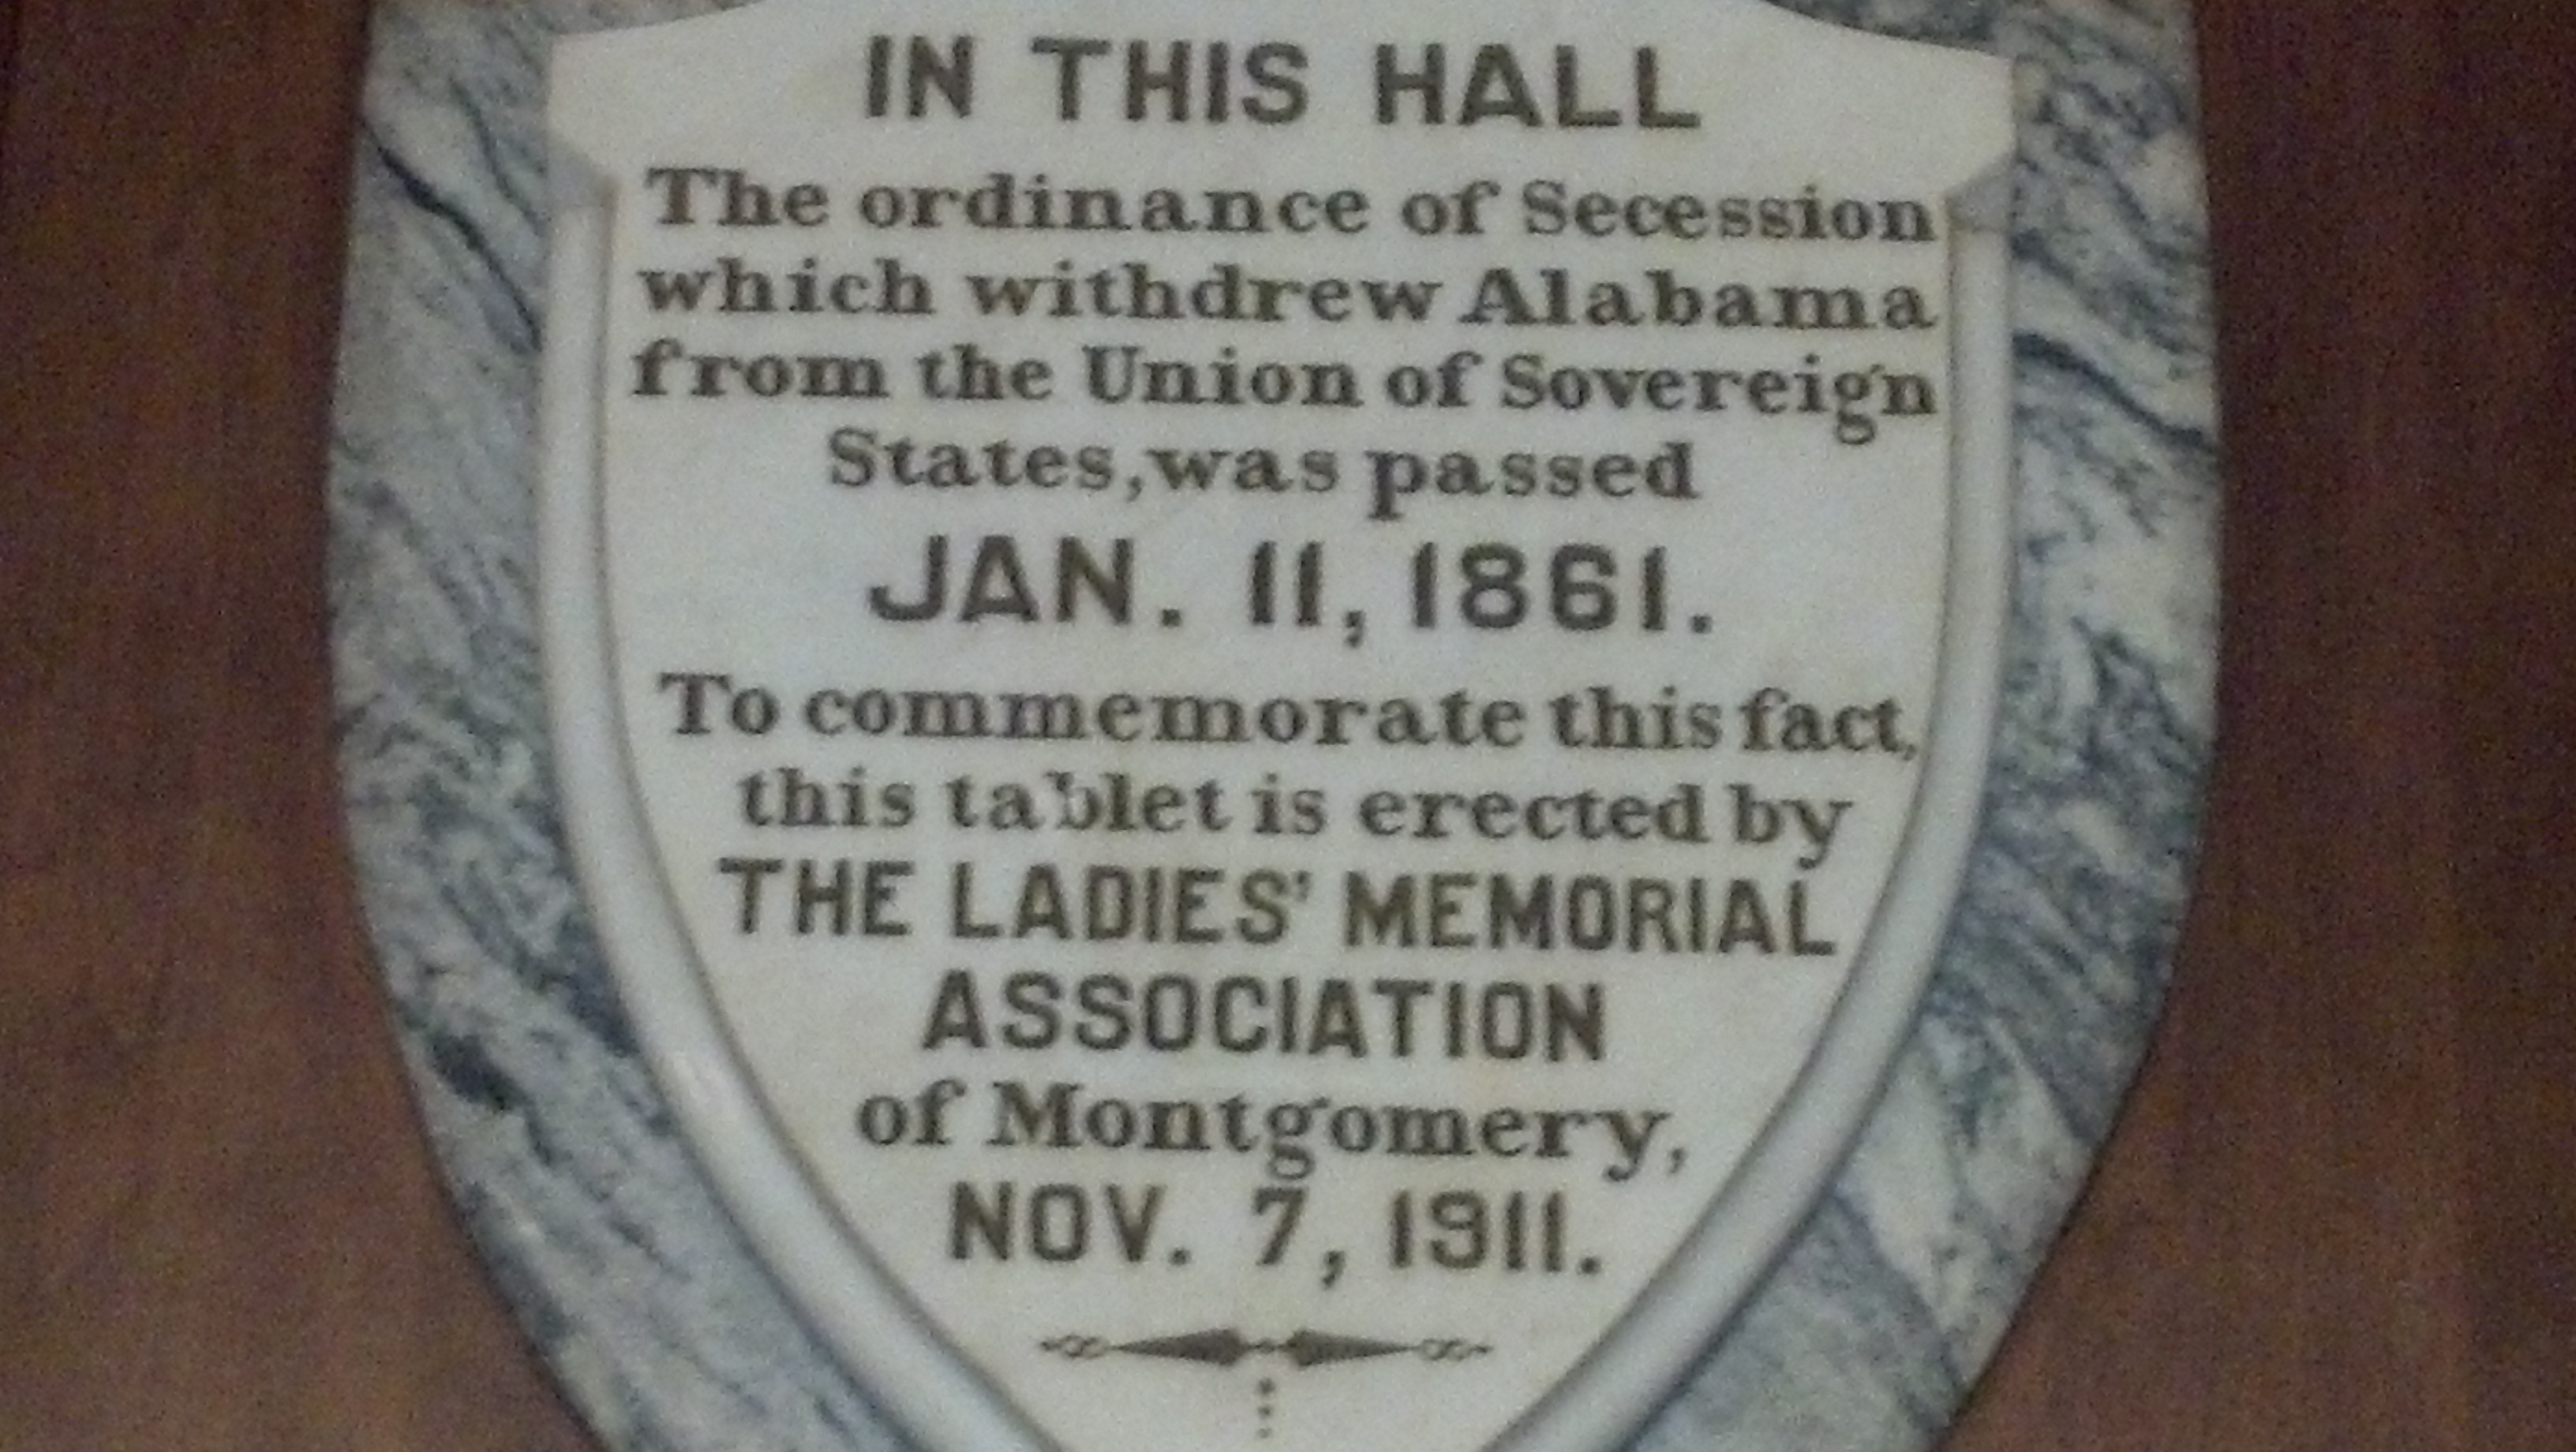 IN THIS HALL
The ordinance of Secession
which withdrew Alabama
from the Union of Sovereign
States, was passed
JAN. 11, 1861.
To commemorate this fact,
this tablet is erected by
THE LADIES' MEMORIAL
ASSOCIATION
of Montgomery,
NOV. 7, 1911.